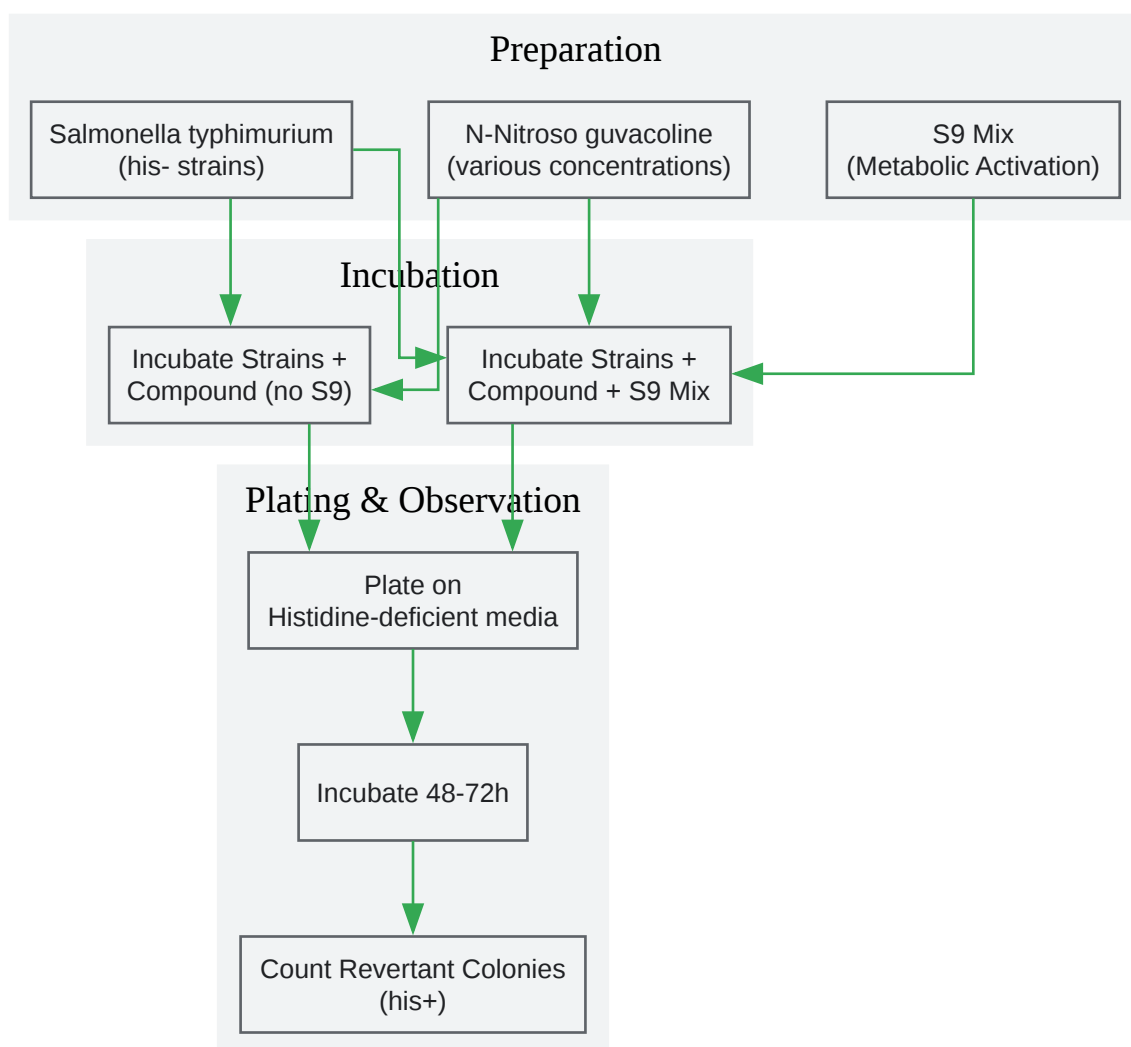 Preparation
Salmonella typhimurium
(his- strains)
N-Nitroso guvacoline
(various concentrations)
S9 Mix
(Metabolic Activation)
Incubation
Incubate Strains +
Compound (no S9)
Incubate Strains +
Compound + S9 Mix
Plating & Observation
Plate on
Histidine-deficient media
Incubate 48-72h
Count Revertant Colonies
(his+)